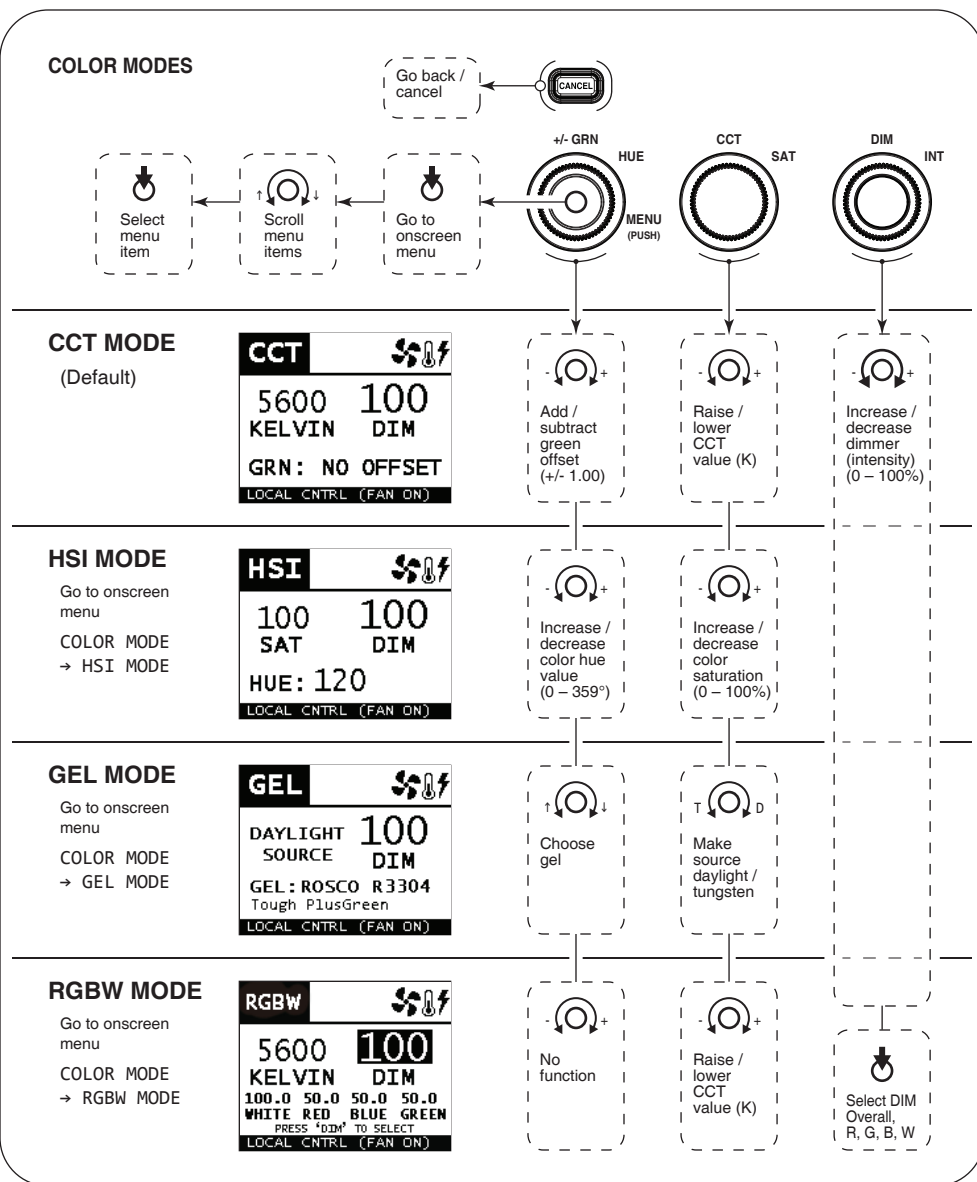 COLOR MODES
Go back /
cancel
CANCEL
+/- GRN
HUE
MENU
(PUSH)
CCT
SAT
DIM
INT
↑ ↓
Select
menu
item
Scroll
menu
items
Go to
onscreen
menu
CCT MODE
(Default)
CCT
5600 100
KELVIN DIM
GRN: NO OFFSET
LOCAL CNTRL (FAN ON)
- +
Add /
subtract
green
offset
(+/- 1.00)
- +
Raise /
lower
CCT
value (K)
- +
Increase /
decrease
dimmer
(intensity)
(0 – 100%)
HSI MODE
Go to onscreen
menu
COLOR MODE
→ HSI MODE
HSI
100 100
SAT DIM
HUE: 120
LOCAL CNTRL (FAN ON)
- +
Increase /
decrease
color hue
value
(0 – 359°)
- +
Increase /
decrease
color
saturation
(0 – 100%)
GEL MODE
Go to onscreen
menu
COLOR MODE
→ GEL MODE
GEL
DAYLIGHT 100
SOURCE DIM
GEL: ROSCO R3304
Tough PlusGreen
LOCAL CNTRL (FAN ON)
↑ ↓
Choose
gel
T D
Make
source
daylight /
tungsten
RGBW MODE
Go to onscreen
menu
COLOR MODE
→ RGBW MODE
RGBW
5600 100
KELVIN DIM
100.0 50.0 50.0 50.0
WHITE RED BLUE GREEN
PRESS 'DIM' TO SELECT
LOCAL CNTRL (FAN ON)
- +
No
function
- +
Raise /
lower
CCT
value (K)
Select DIM
Overall,
R, G, B, W